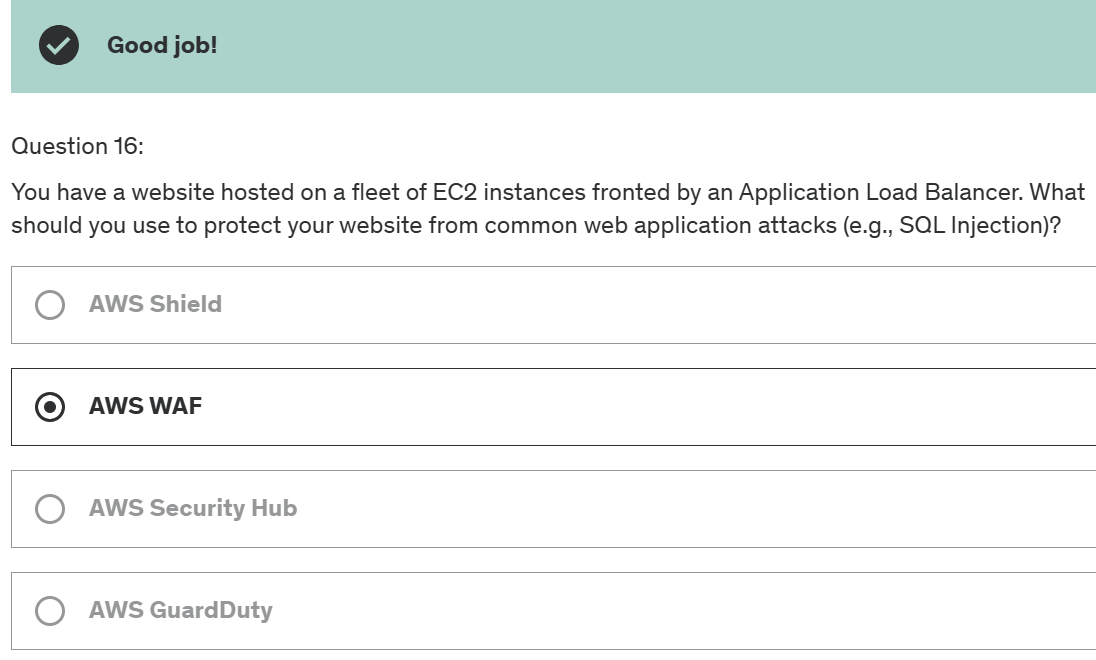 Good job!
Question 16:
You have a website hosted on a fleet of EC2 instances fronted by an Application Load Balancer. What
should you use to protect your website from common web application attacks (e.g., SQL Injection)?
AWS Shield
AWS WAF
AWS Security Hub
AWS GuardDuty